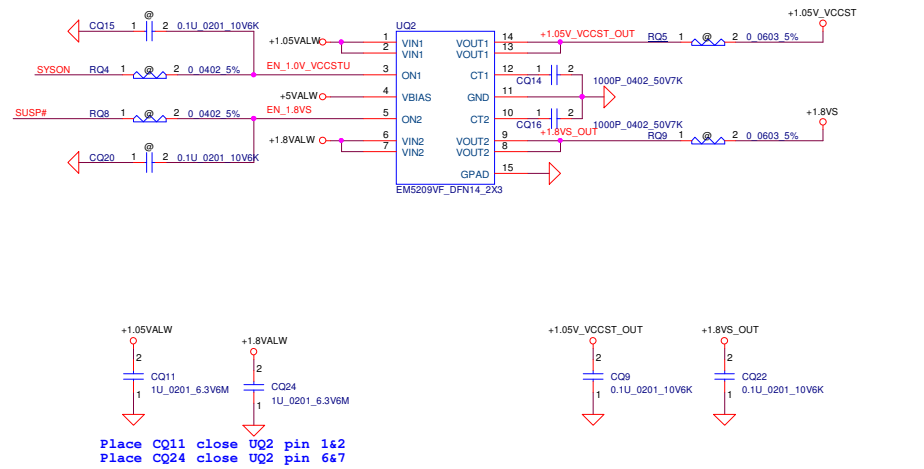 CQ15 1 @ 2 0.1U_0201_10V6K
UQ2
+1.05V_VCCST
+1.05VALW 1 VIN1 VOUT1 14 +1.05V_VCCST_OUT RQ5 1 @ 2 0_0603_5%
2 VIN1 VOUT1 13
SYSON RQ4 1 @ 2 0_0402_5% EN_1.0V_VCCSTU 3 ON1 CT1 12 CQ14 1 2 1000P_0402_50V7K
+5VALW 4 VBIAS GND 11
SUSP# RQ8 1 @ 2 0_0402_5% EN_1.8VS 5 ON2 CT2 10 CQ16 1 2 1000P_0402_50V7K
+1.8VS
+1.8VALW 6 VIN2 VOUT2 9 +1.8VS_OUT RQ9 1 @ 2 0_0603_5%
7 VIN2 VOUT2 8
CQ20 1 @ 2 0.1U_0201_10V6K
GPAD 15
EM5209VF_DFN14_2X3
+1.05VALW
2
CQ11
1U_0201_6.3V6M
1
+1.8VALW
2
CQ24
1U_0201_6.3V6M
1
+1.05V_VCCST_OUT
2
CQ9
0.1U_0201_10V6K
1
+1.8VS_OUT
2
CQ22
0.1U_0201_10V6K
1
Place CQ11 close UQ2 pin 1&2
Place CQ24 close UQ2 pin 6&7